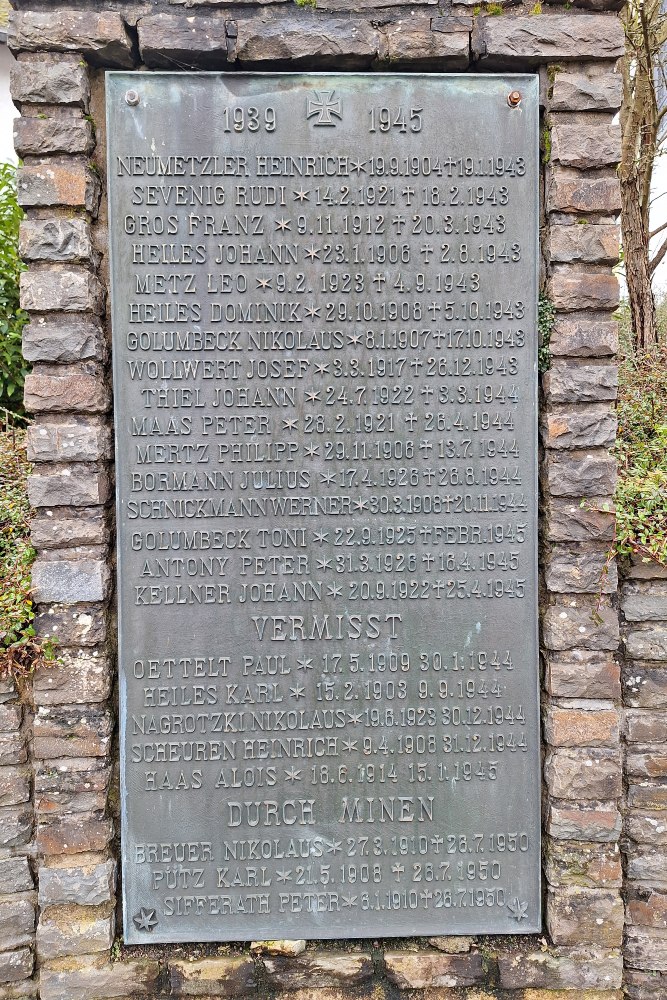 1939 1945
NEUMETZLER HEINRICH*19.9.1904✝19.1.1943
SEVENIG RUDI *14.2.1921 ✝ 18.2.1943
GROS FRANZ *9.11.1912 ✝ 20.3.1943
HEILES JOHANN *23.1.1906 ✝ 2.8.1943
METZ LEO *9.2.1923 ✝ 4.9.1943
HEILES DOMINIK*29.10.1908✝5.10.1943
GOLUMBECK NIKOLAUS*8.1.1907✝17.10.1943
WOLLWERT JOSEF*3.3.1917✝26.12.1943
THIEL JOHANN *24.7.1922 ✝ 3.3.1944
MAAS PETER *26.2.1921 ✝ 26.4.1944
MERTZ PHILIPP*29.11.1906 ✝ 13.7.1944
BORMANN JULIUS *17.4.1926✝26.8.1944
SCHNICKMANN WERNER*30.3.1908✝20.11.1944
GOLUMBECK TONI *22.9.1925✝FEBR.1945
ANTONY PETER*31.3.1926 ✝ 16.4.1945
KELLNER JOHANN*20.9.1922✝25.4.1945
VERMISST
OETTELT PAUL *17.5.1909 30.1.1944
HEILES KARL *15.2.1903 9.9.1944
NAGROTZKI NIKOLAUS*19.6.1923 30.12.1944
SCHEUREN HEINRICH*9.4.1908 31.12.1944
HAAS ALOIS *18.6.1914 15.1.1945
DURCH MINEN
BREUER NIKOLAUS*27.3.1910✝26.7.1950
PÜTZ KARL*21.5.1908 ✝ 26.7.1950
SIFFERATH PETER*6.1.1910✝26.7.1950